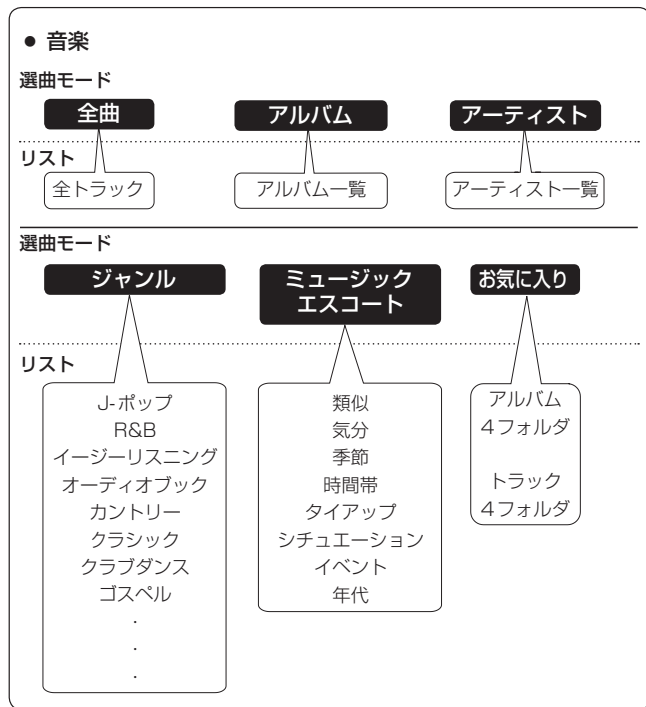 ● 音楽
選曲モード
全曲 アルバム アーティスト
リスト
全トラック アルバム一覧 アーティスト一覧
選曲モード
ジャンル ミュージック お気に入り
エスコート
リスト
J-ポップ 類似 アルバム
R&B 気分 4フォルダ
イージーリスニング 季節
オーディオブック 時間帯 トラック
カントリー タイアップ 4フォルダ
クラシック シチュエーション
クラブダンス イベント
ゴスペル 年代
.
.
.